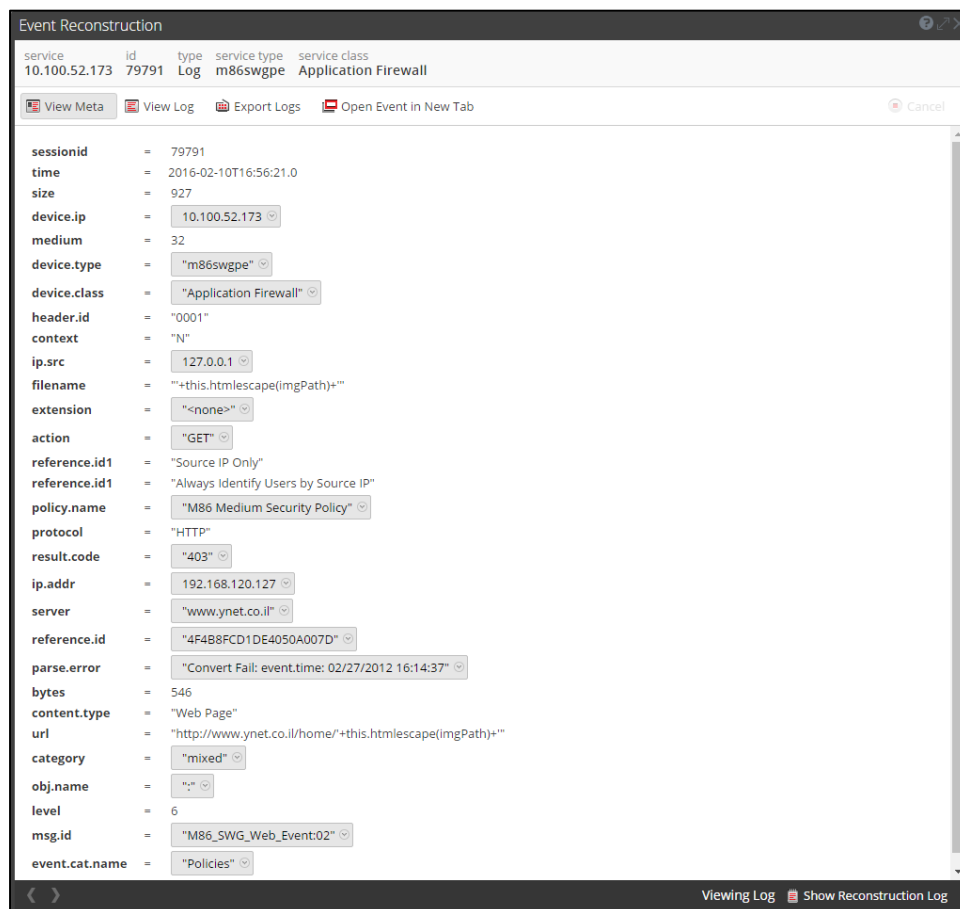 Event Reconstruction
service id type service type service class
10.100.52.173 79791 Log m86swgpe Application Firewall
View Meta View Log Export Logs Open Event in New Tab Cancel
sessionid = 79791
time = 2016-02-10T16:56:21.0
size = 927
device.ip = 10.100.52.173
medium = 32
device.type = "m86swgpe"
device.class = "Application Firewall"
header.id = "0001"
context = "N"
ip.src = 127.0.0.1
filename = "'+this.htmlescape(imgPath)+'"
extension = "<none>"
action = "GET"
reference.id1 = "Source IP Only"
reference.id1 = "Always Identify Users by Source IP"
policy.name = "M86 Medium Security Policy"
protocol = "HTTP"
result.code = "403"
ip.addr = 192.168.120.127
server = "www.ynet.co.il"
reference.id = "4F4B8FCD1DE4050A007D"
parse.error = "Convert Fail: event.time: 02/27/2012 16:14:37"
bytes = 546
content.type = "Web Page"
url = "http://www.ynet.co.il/home/'+this.htmlescape(imgPath)+'"
category = "mixed"
obj.name = ":"
level = 6
msg.id = "M86_SWG_Web_Event:02"
event.cat.name = "Policies"
Viewing Log Show Reconstruction Log